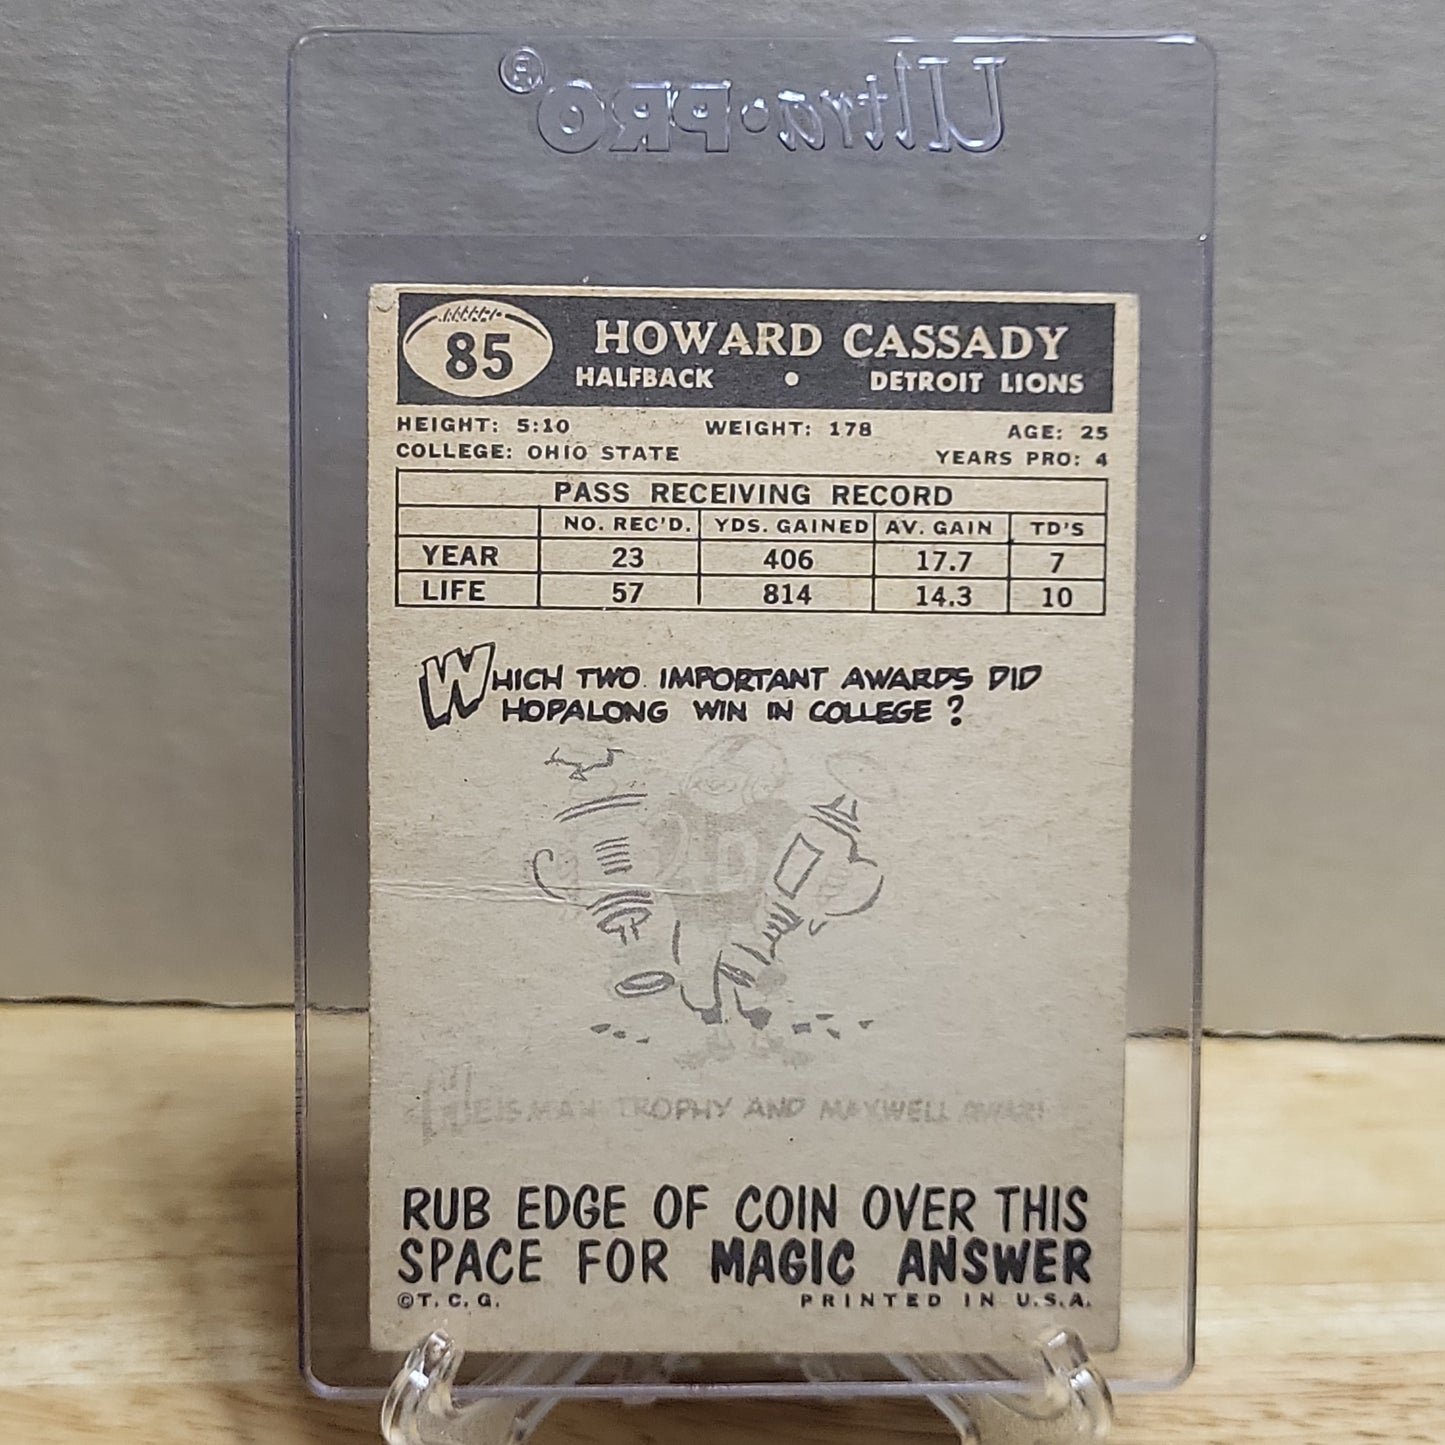 Ultra·PRO®
85
HOWARD CASSADY
HALFBACK • DETROIT LIONS
HEIGHT: 5:10 WEIGHT: 178 AGE: 25
COLLEGE: OHIO STATE YEARS PRO: 4
PASS RECEIVING RECORD
NO. REC'D. YDS. GAINED AV. GAIN TD'S
YEAR 23 406 17.7 7
LIFE 57 814 14.3 10
WHICH TWO IMPORTANT AWARDS DID
HOPALONG WIN IN COLLEGE?
HEISMAN TROPHY AND MAXWELL AWARD
RUB EDGE OF COIN OVER THIS
SPACE FOR MAGIC ANSWER
©T.C.G. PRINTED IN U.S.A.